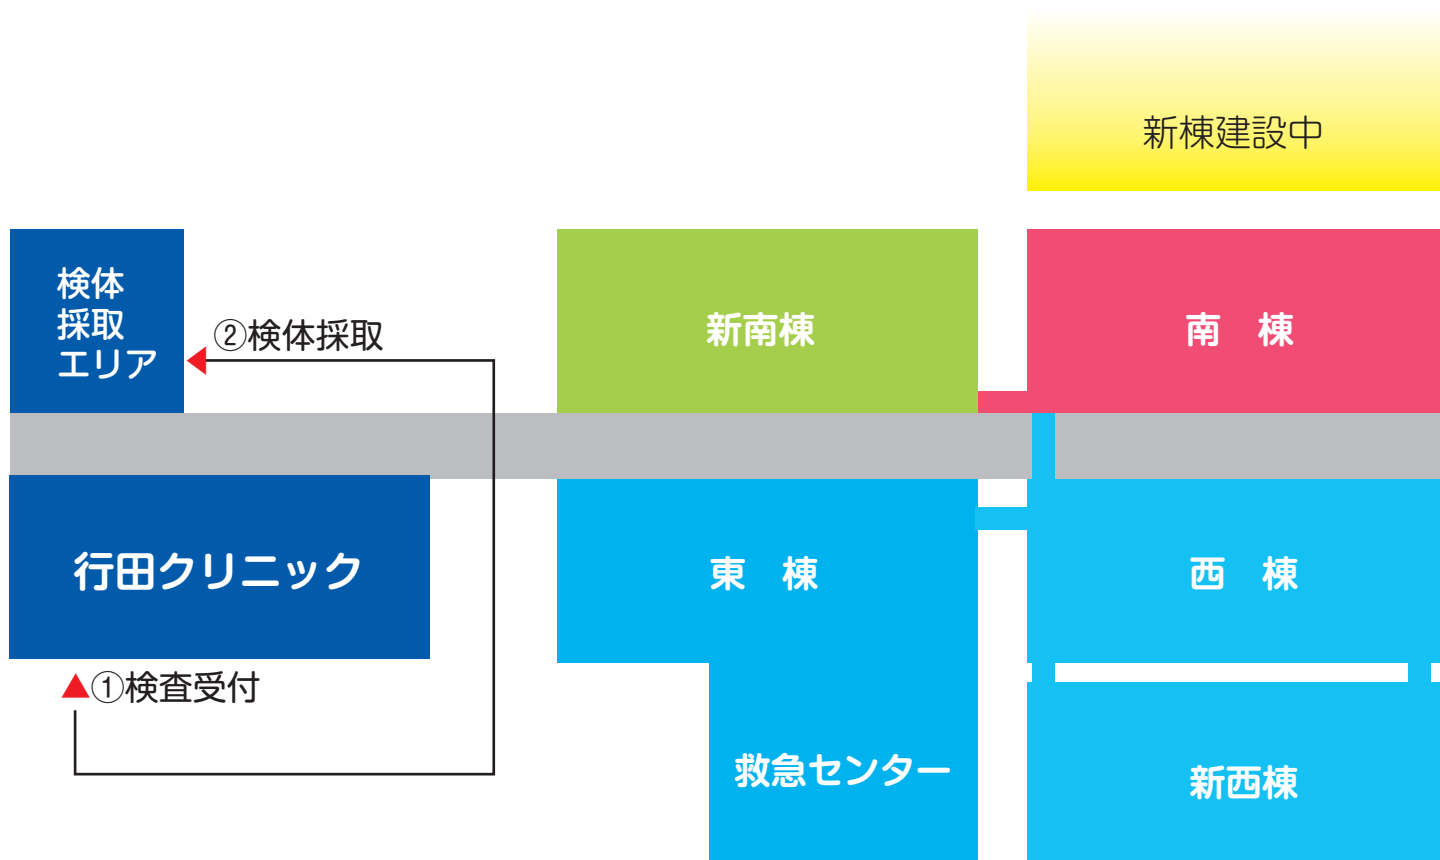 新棟建設中
検体
採取
エリア
②検体採取
新南棟
南　棟
行田クリニック
東　棟
西　棟
①検査受付
救急センター
新西棟